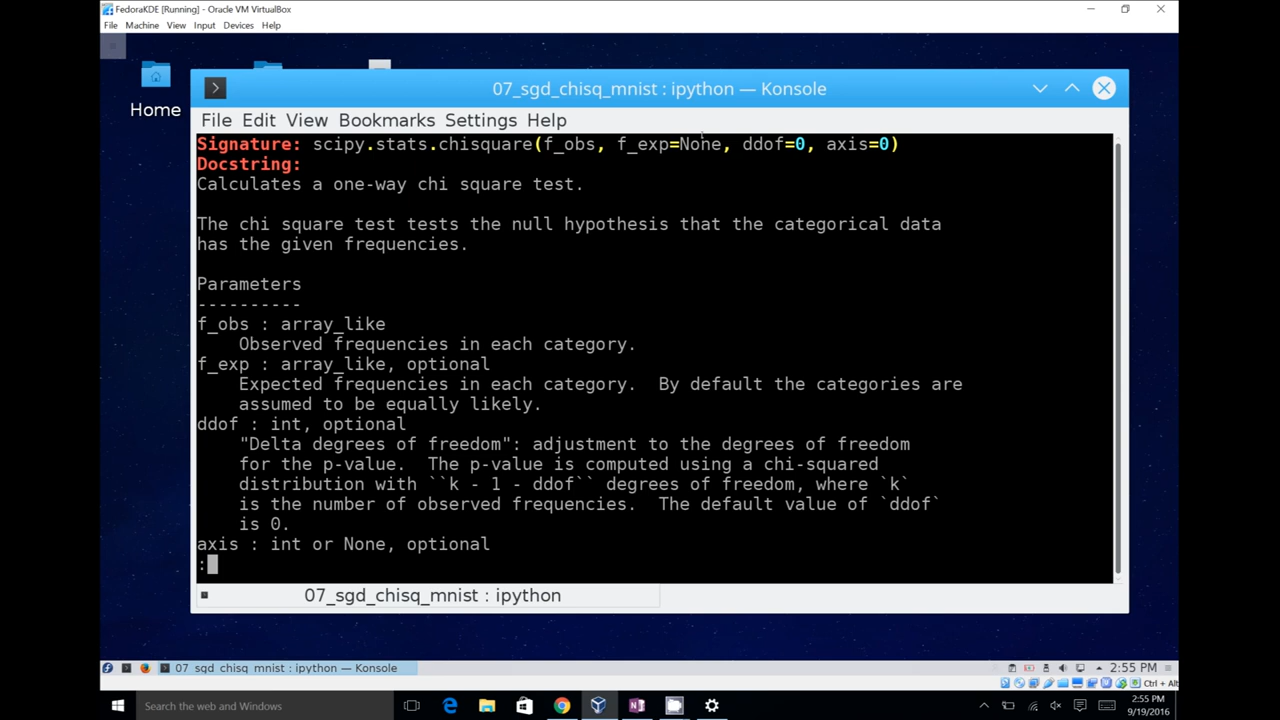 FedoraKDE [Running] - Oracle VM VirtualBox
File Machine View Input Devices Help
Home
07_sgd_chisq_mnist : ipython — Konsole
File Edit View Bookmarks Settings Help
Signature: scipy.stats.chisquare(f_obs, f_exp=None, ddof=0, axis=0)
Docstring:
Calculates a one-way chi square test.
The chi square test tests the null hypothesis that the categorical data
has the given frequencies.
Parameters
----------
f_obs : array_like
Observed frequencies in each category.
f_exp : array_like, optional
Expected frequencies in each category.  By default the categories are
assumed to be equally likely.
ddof : int, optional
"Delta degrees of freedom": adjustment to the degrees of freedom
for the p-value.  The p-value is computed using a chi-squared
distribution with ``k - 1 - ddof`` degrees of freedom, where `k`
is the number of observed frequencies.  The default value of `ddof`
is 0.
axis : int or None, optional
:
07_sgd_chisq_mnist : ipython
07_sgd_chisq_mnist : ipython — Konsole
2:55 PM
Ctrl + Alt
Search the web and Windows
2:55 PM
9/19/2016